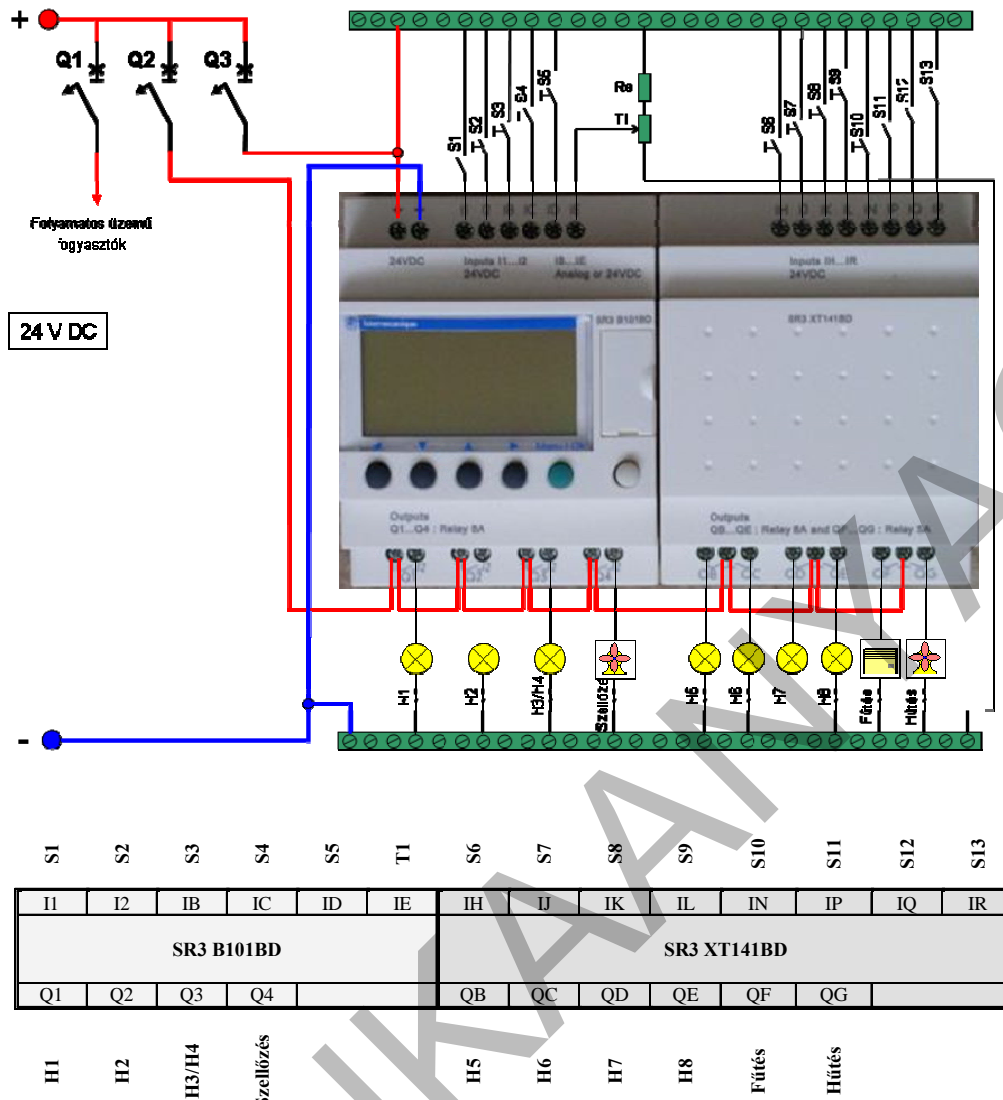 +
Q1 Q2 Q3
S1 S2 S3 S4 S5
Re
T1
S6 S7 S8 S9 S10 S11 S12 S13
Folyamatos üzemű
fogyasztók
24 V DC
24VDC
Inputs I1...I2
24VDC
IB...IE
Analog or 24VDC
Inputs IH...IR
24VDC
Telemecanique
SR3 B101BD
SR3 XT141BD
Outputs
Q1...Q4 : Relay 8A
Outputs
QB...QE : Relay 8A and QF...QG : Relay 5A
H1 H2 H3/H4 H5 H6 H7 H8 Fűtés Hűtés
-
S1 S2 S3 S4 S5 T1 S6 S7 S8 S9 S10 S11 S12 S13
I1 I2 IB IC ID IE IH IJ IK IL IN IP IQ IR
SR3 B101BD SR3 XT141BD
Q1 Q2 Q3 Q4 QB QC QD QE QF QG
H1 H2 H3/H4 Szellőzés H5 H6 H7 H8 Fűtés Hűtés